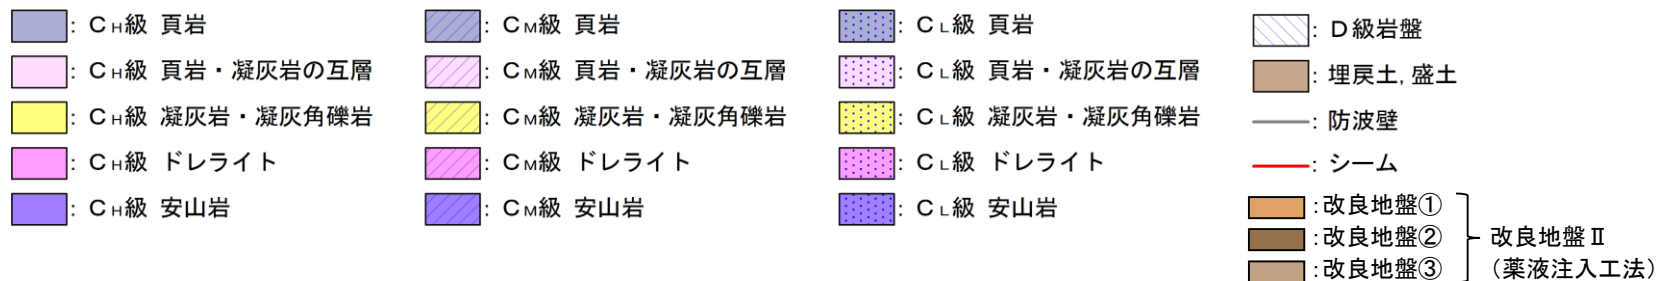 : CH級 頁岩
: CH級 頁岩・凝灰岩の互層
: CH級 凝灰岩・凝灰角礫岩
: CH級 ドレライト
: CH級 安山岩
: CM級 頁岩
: CM級 頁岩・凝灰岩の互層
: CM級 凝灰岩・凝灰角礫岩
: CM級 ドレライト
: CM級 安山岩
: CL級 頁岩
: CL級 頁岩・凝灰岩の互層
: CL級 凝灰岩・凝灰角礫岩
: CL級 ドレライト
: CL級 安山岩
: D級岩盤
: 埋戻土, 盛土
: 防波壁
: シーム
:改良地盤①
:改良地盤②
:改良地盤③
改良地盤Ⅱ
（薬液注入工法）